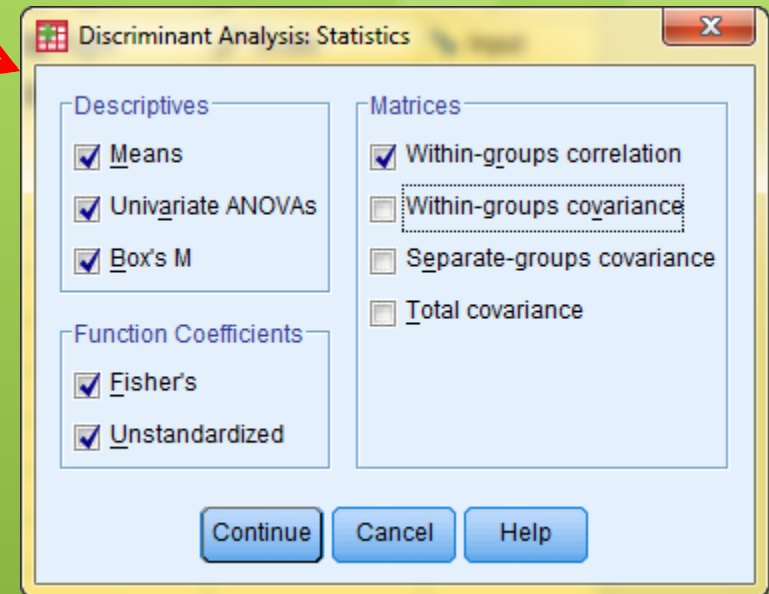 Discriminant Analysis: Statistics
Descriptives
Means
Univariate ANOVAs
Box's M
Function Coefficients
Fisher's
Unstandardized
Matrices
Within-groups correlation
Within-groups covariance
Separate-groups covariance
Total covariance
Continue Cancel Help